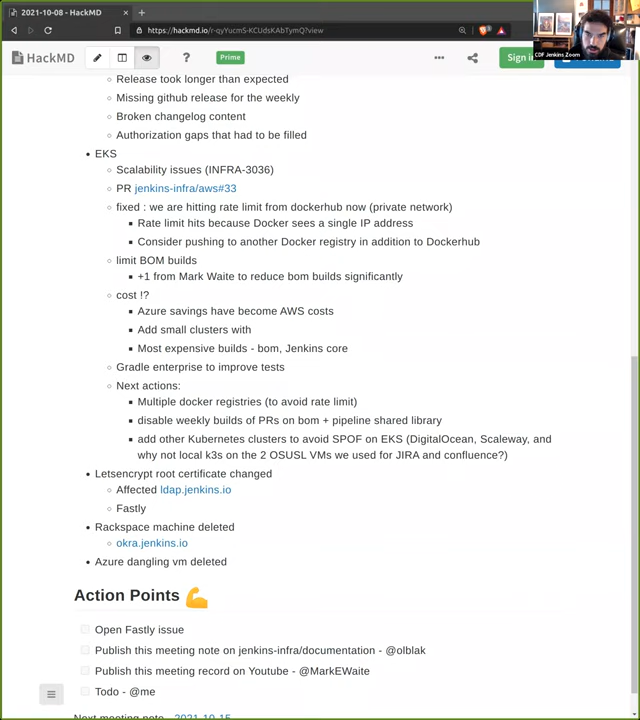 2021-10-08 - HackMD
https://hackmd.io/r-qyYucmS-KCUdsKAbTymQ?view
CDF Jenkins Zoom
HackMD
?
Prime
Sign i
Release took longer than expected
Missing github release for the weekly
Broken changelog content
Authorization gaps that had to be filled
EKS
Scalability issues (INFRA-3036)
PR jenkins-infra/aws#33
fixed : we are hitting rate limit from dockerhub now (private network)
Rate limit hits because Docker sees a single IP address
Consider pushing to another Docker registry in addition to Dockerhub
limit BOM builds
+1 from Mark Waite to reduce bom builds significantly
cost !?
Azure savings have become AWS costs
Add small clusters with
Most expensive builds - bom, Jenkins core
Gradle enterprise to improve tests
Next actions:
Multiple docker registries (to avoid rate limit)
disable weekly builds of PRs on bom + pipeline shared library
add other Kubernetes clusters to avoid SPOF on EKS (DigitalOcean, Scaleway, and
why not local k3s on the 2 OSUSL VMs we used for JIRA and confluence?)
Letsencrypt root certificate changed
Affected ldap.jenkins.io
Fastly
Rackspace machine deleted
okra.jenkins.io
Azure dangling vm deleted
Action Points 💪
Open Fastly issue
Publish this meeting note on jenkins-infra/documentation - @olblak
Publish this meeting record on Youtube - @MarkEWaite
Todo - @me
Next meeting note - 2021-10-15